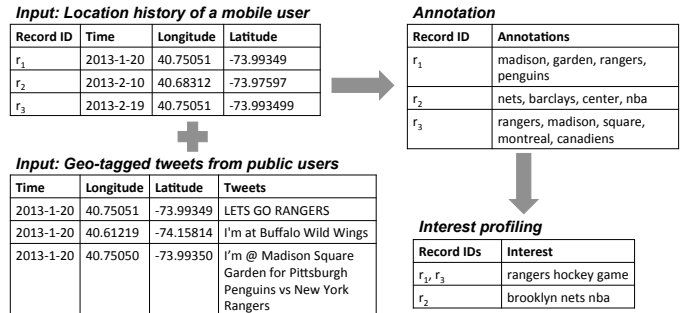 Input: Location history of a mobile user
Record ID Time Longitude Latitude
r1 2013-1-20 40.75051 -73.99349
r2 2013-2-10 40.68312 -73.97597
r3 2013-2-19 40.75051 -73.993499
Input: Geo-tagged tweets from public users
Time Longitude Latitude Tweets
2013-1-20 40.75051 -73.99349 LETS GO RANGERS
2013-1-20 40.61219 -74.15814 I'm at Buffalo Wild Wings
2013-1-20 40.75050 -73.99350 I'm @ Madison Square
Garden for Pittsburgh
Penguins vs New York
Rangers
Annotation
Record ID Annotations
r1 madison, garden, rangers,
penguins
r2 nets, barclays, center, nba
r3 rangers, madison, square,
montreal, canadiens
Interest profiling
Record IDs Interest
r1, r3 rangers hockey game
r2 brooklyn nets nba